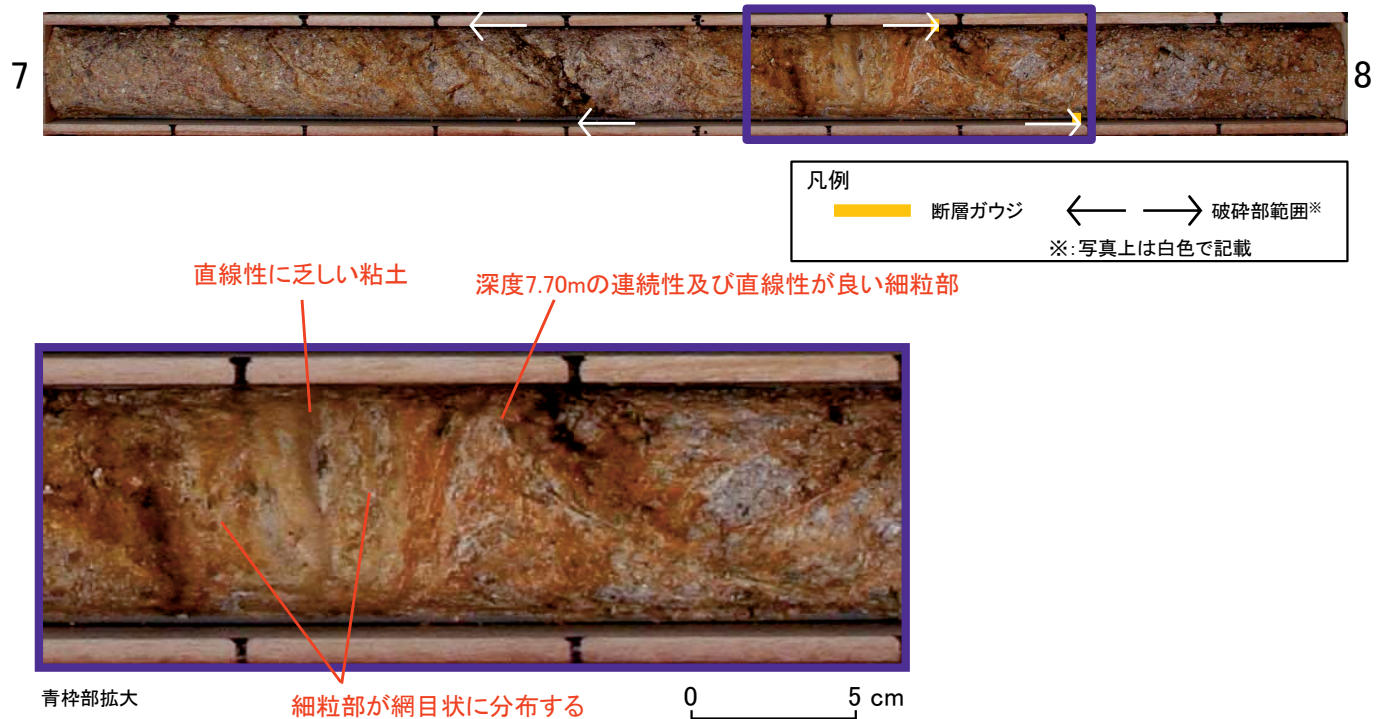 7
8
凡例
断層ガウジ
破砕部範囲※
※:写真上は白色で記載
直線性に乏しい粘土
深度7.70mの連続性及び直線性が良い細粒部
青枠部拡大
細粒部が網目状に分布する
0
5 cm